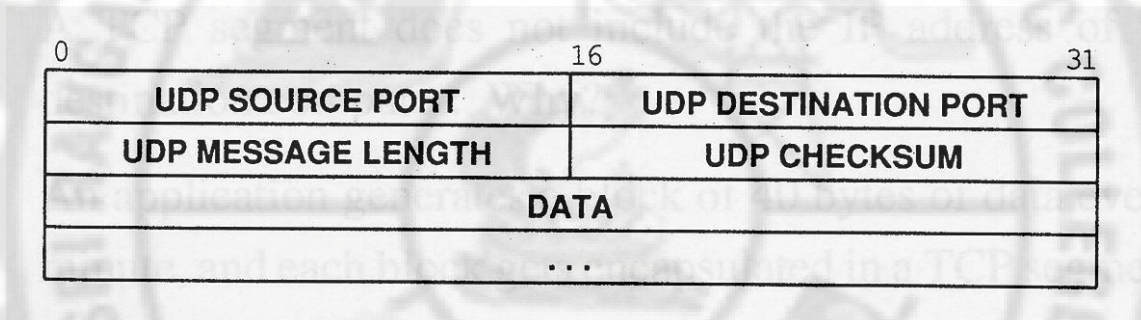 A TCP segment does not include the IP address of
0 16 31
UDP SOURCE PORT UDP DESTINATION PORT
Why?
UDP MESSAGE LENGTH UDP CHECKSUM
An application generates block of 40 bytes of data
DATA
minute, and each block gets encapsulated in a TCP
...